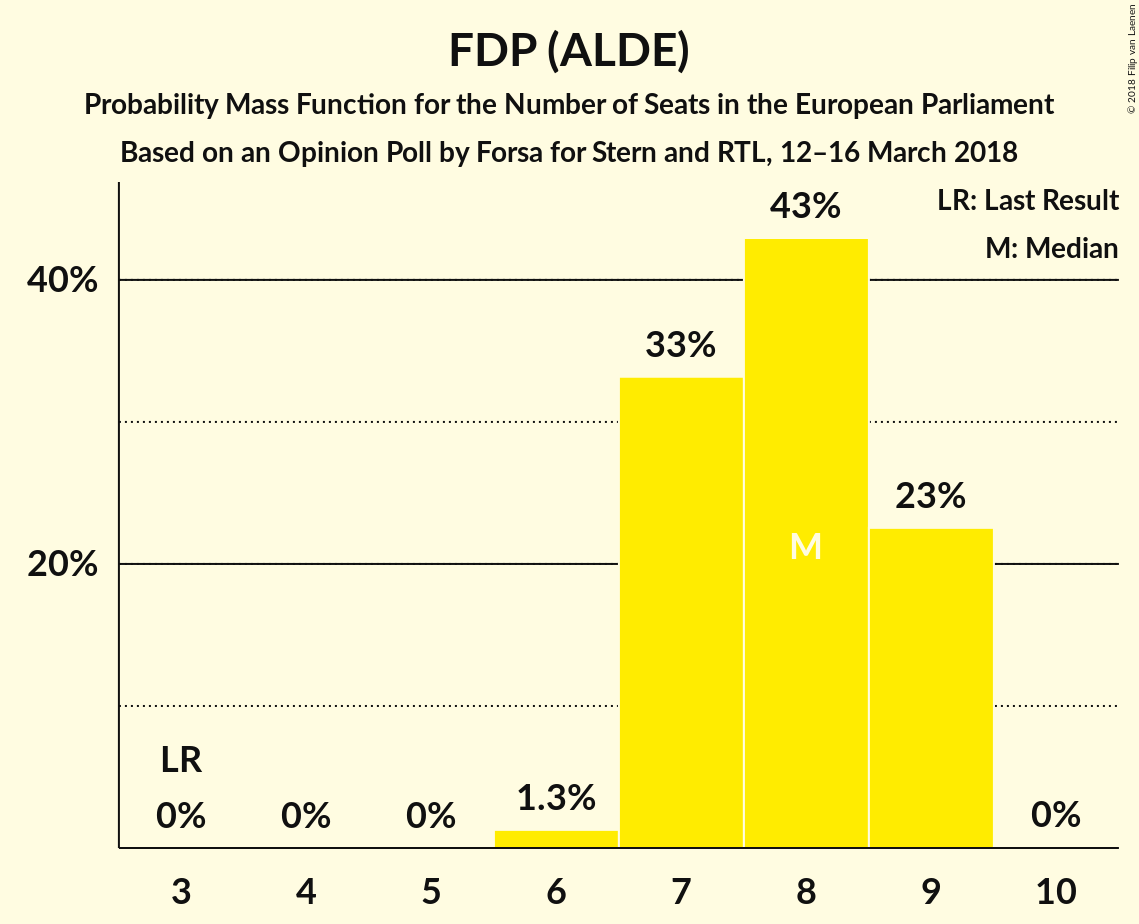 FDP (ALDE)
Probability Mass Function for the Number of Seats in the European Parliament
Based on an Opinion Poll by Forsa for Stern and RTL, 12–16 March 2018
© 2018 Filip van Laenen
LR: Last Result
M: Median
40%
20%
LR
0%
0%
0%
1.3%
33%
43%
M
23%
0%
3
4
5
6
7
8
9
10